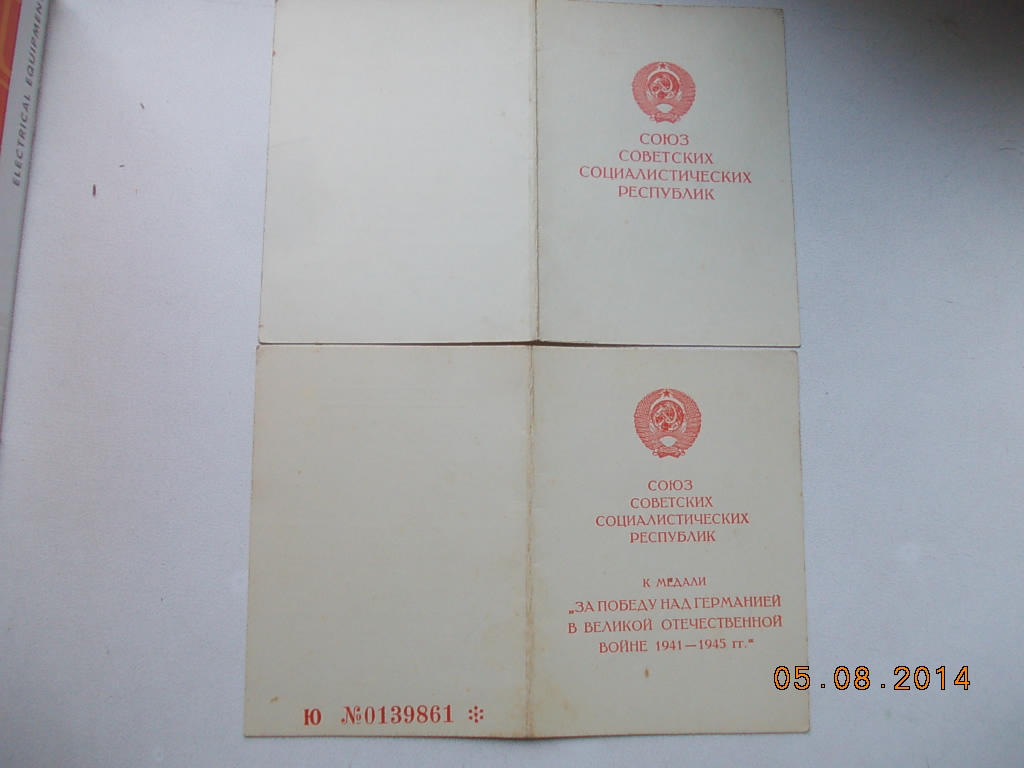 ELECTRICAL EQUIPMEN
СОЮЗ
СОВЕТСКИХ
СОЦИАЛИСТИЧЕСКИХ
РЕСПУБЛИК
СОЮЗ
СОВЕТСКИХ
СОЦИАЛИСТИЧЕСКИХ
РЕСПУБЛИК
К МЕДАЛИ
„ЗА ПОБЕДУ НАД ГЕРМАНИЕЙ
В ВЕЛИКОЙ ОТЕЧЕСТВЕННОЙ
ВОЙНЕ 1941—1945 гг.“
Ю №0139861 ✻
05.08.2014